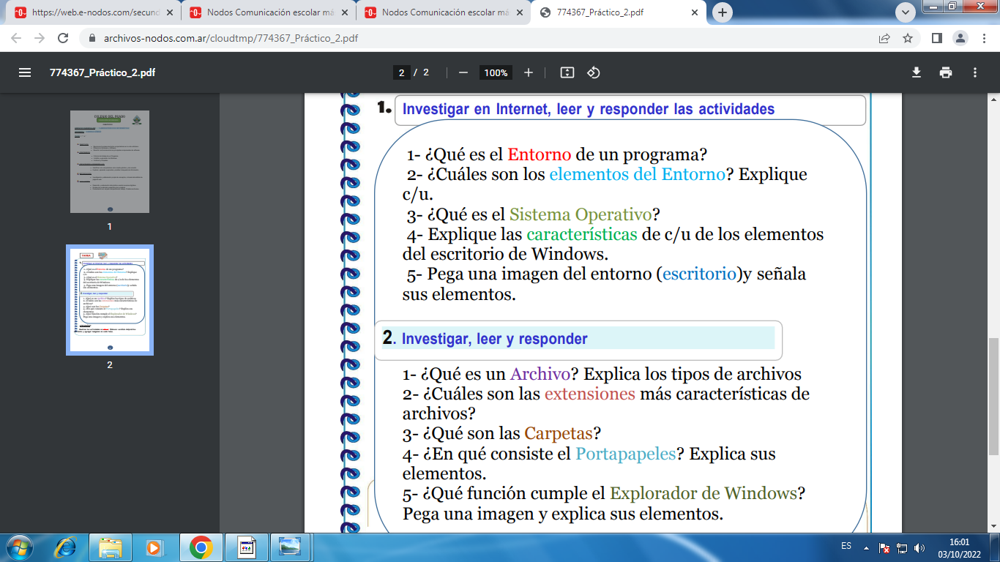 https://web.e-nodos.com/secund
Nodos Comunicación escolar má
Nodos Comunicación escolar má
774367_Práctico_2.pdf
archivos-nodos.com.ar/cloudtmp/774367_Práctico_2.pdf
774367_Práctico_2.pdf
2 / 2
100%
1
2
1. Investigar en Internet, leer y responder las actividades
1- ¿Qué es el Entorno de un programa?
2- ¿Cuáles son los elementos del Entorno? Explique
c/u.
3- ¿Qué es el Sistema Operativo?
4- Explique las características de c/u de los elementos
del escritorio de Windows.
5- Pega una imagen del entorno (escritorio)y señala
sus elementos.
2. Investigar, leer y responder
1- ¿Qué es un Archivo? Explica los tipos de archivos
2- ¿Cuáles son las extensiones más características de
archivos?
3- ¿Qué son las Carpetas?
4- ¿En qué consiste el Portapapeles? Explica sus
elementos.
5- ¿Qué función cumple el Explorador de Windows?
Pega una imagen y explica sus elementos.
ES
16:01
03/10/2022